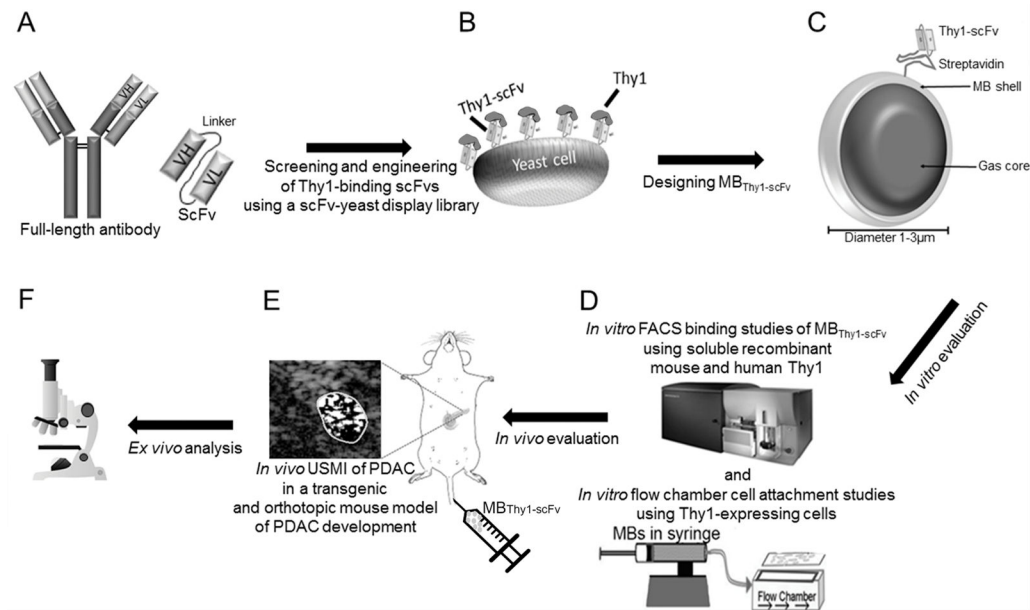 A
VH
VL
Linker
VH
VL
ScFv
Full-length antibody
Screening and engineering
of Thy1-binding scFvs
using a scFv-yeast display library
B
Thy1-scFv
Thy1
Yeast cell
Designing MBThy1-scFv
C
Thy1-scFv
Streptavidin
MB shell
Gas core
Diameter 1-3µm
In vitro evaluation
D
In vitro FACS binding studies of MBThy1-scFv
using soluble recombinant
mouse and human Thy1
and
In vitro flow chamber cell attachment studies
using Thy1-expressing cells
MBs in syringe
Flow Chamber
In vivo evaluation
E
In vivo USMI of PDAC
in a transgenic
and orthotopic mouse model
of PDAC development
MBThy1-scFv
Ex vivo analysis
F